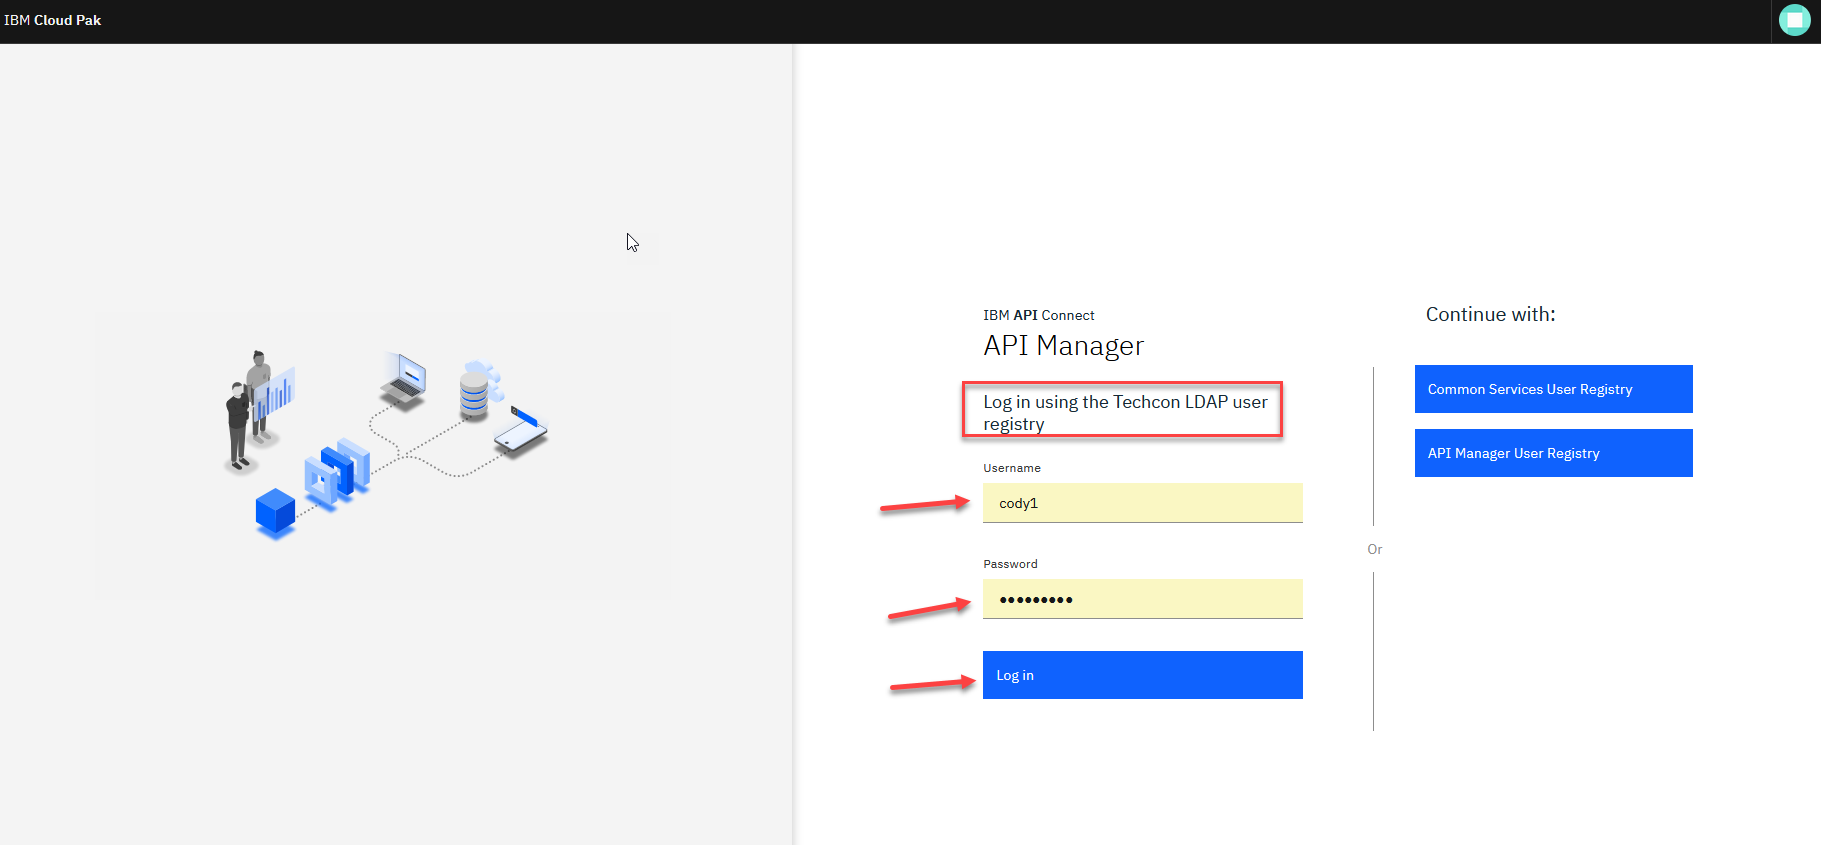 IBM Cloud Pak
IBM API Connect
API Manager
Log in using the Techcon LDAP user
registry
Username
cody1
Password
•••••••••
Log in
Or
Continue with:
Common Services User Registry
API Manager User Registry